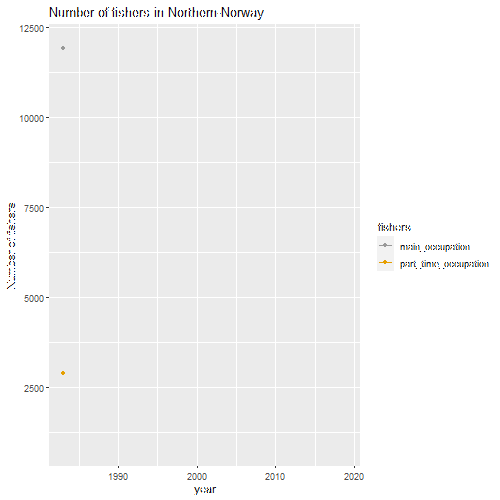 Number of fishers in Northern-Norway
12500
10000
7500
5000
2500
Number of fishers
1990
2000
2010
2020
year
fishers
main_occupation
part_time_occupation